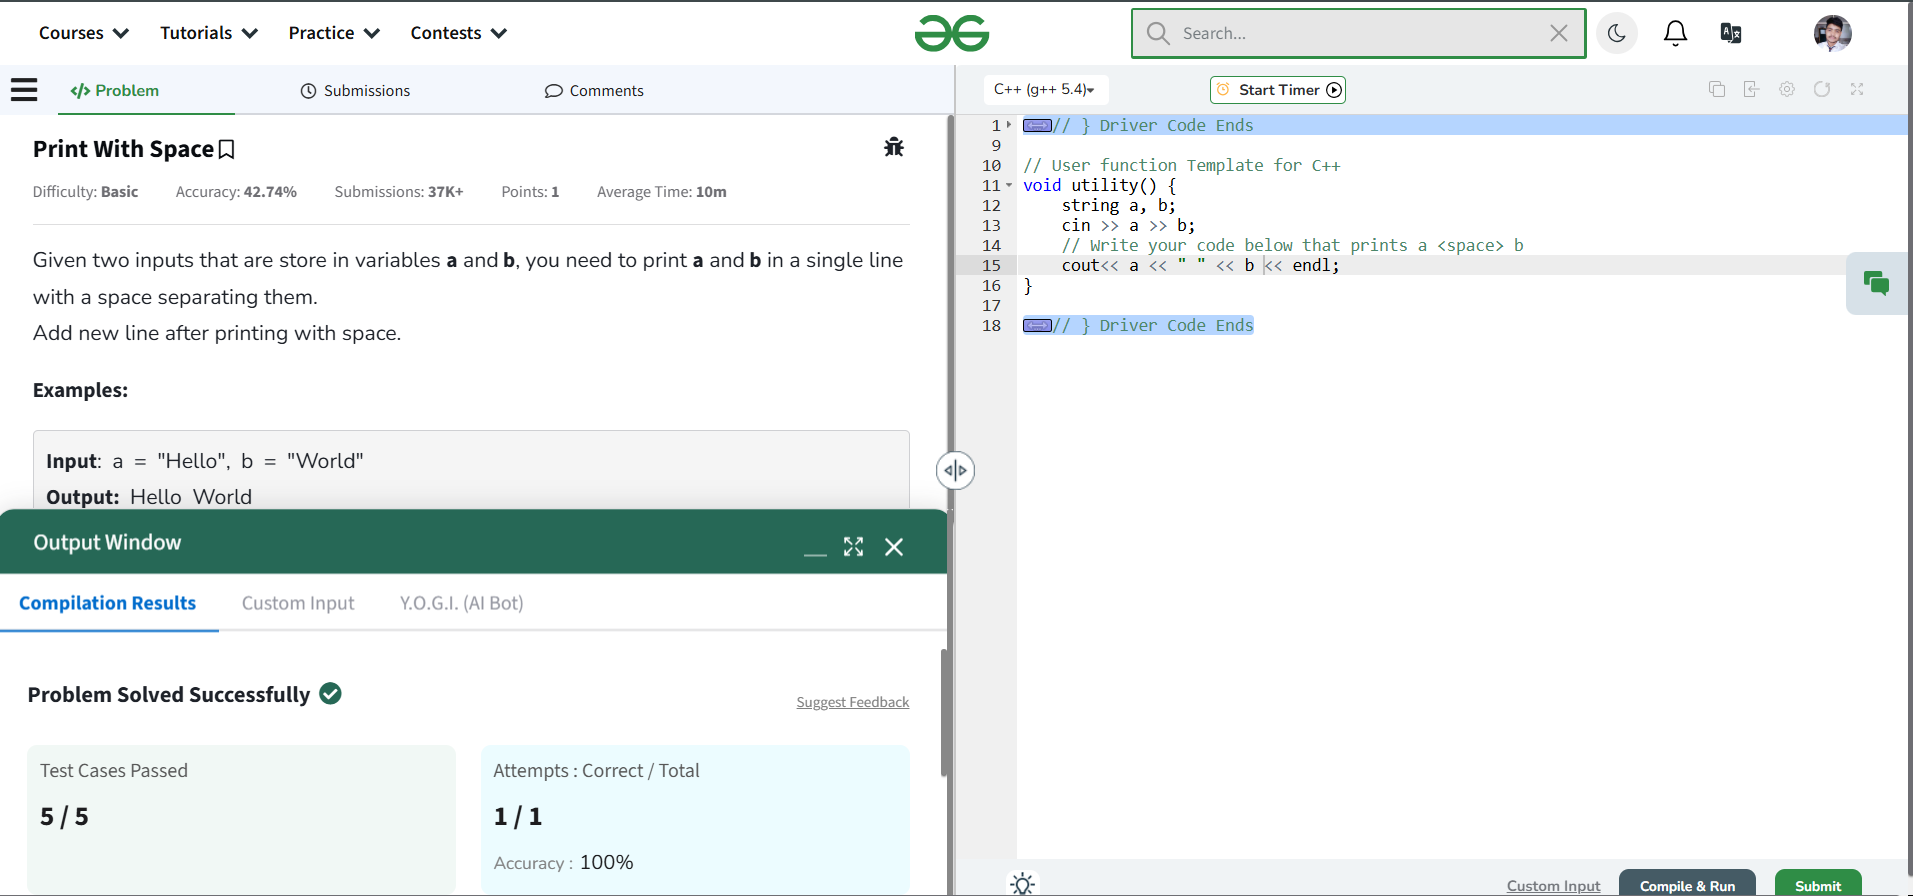 Courses Tutorials Practice Contests
Search...
Problem Submissions Comments
C++ (g++ 5.4) Start Timer
Print With Space
Difficulty: Basic Accuracy: 42.74% Submissions: 37K+ Points: 1 Average Time: 10m
Given two inputs that are store in variables a and b, you need to print a and b in a single line
with a space separating them.
Add new line after printing with space.
Examples:
Input: a = "Hello", b = "World"
Output: Hello World
Output Window
Compilation Results Custom Input Y.O.G.I. (AI Bot)
Problem Solved Successfully
Suggest Feedback
Test Cases Passed
5 / 5
Attempts : Correct / Total
1 / 1
Accuracy : 100%
1 // } Driver Code Ends
9
10 // User function Template for C++
11 void utility() {
12 string a, b;
13 cin >> a >> b;
14 // Write your code below that prints a <space> b
15 cout<< a << " " << b << endl;
16 }
17
18 // } Driver Code Ends
Custom Input Compile & Run Submit